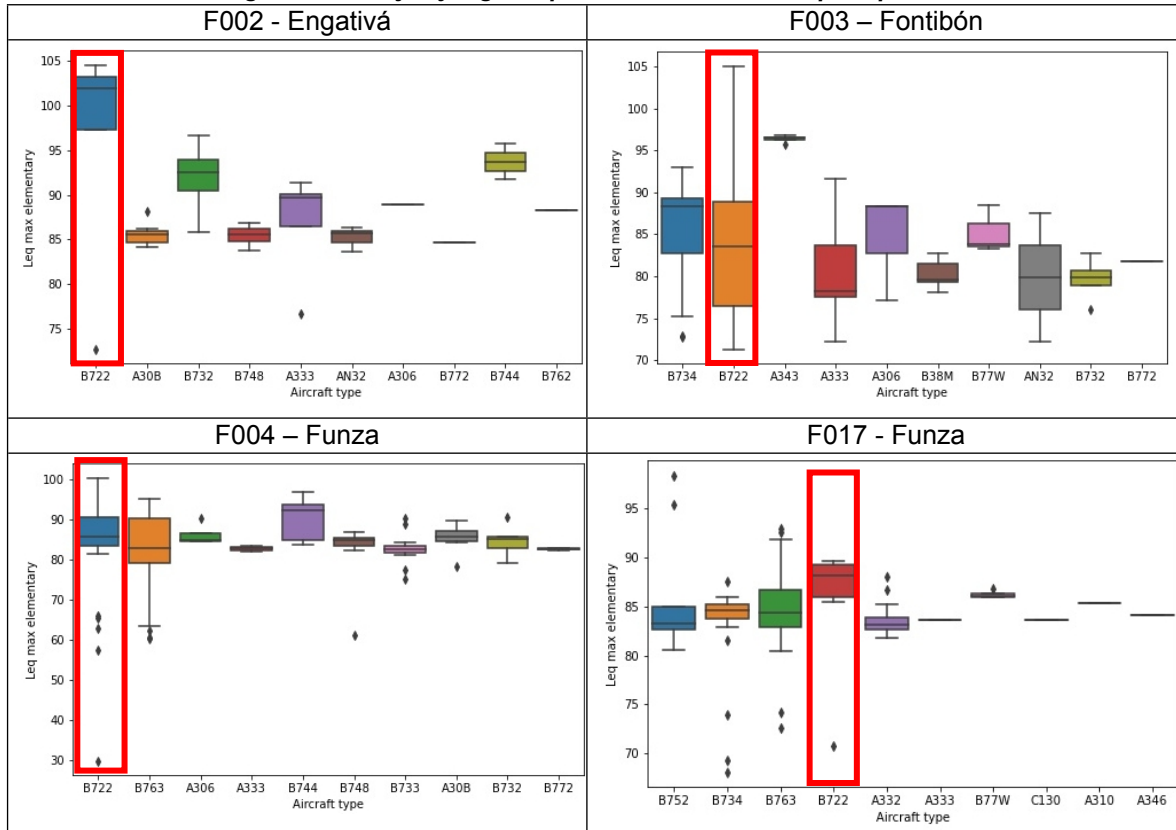 F002 - Engativá
F003 – Fontibón
105
100
95
90
85
80
75
Leq max elementary
B722 A30B B732 B748 A333 AN32 A306 B772 B744 B762
Aircraft type
105
100
95
90
85
80
75
70
Leq max elementary
B734 B722 A343 A333 A306 B38M B77W AN32 B732 B772
Aircraft type
F004 – Funza
F017 - Funza
100
90
80
70
60
50
40
30
Leq max elementary
B722 B763 A306 A333 B744 B748 B733 A30B B732 B772
Aircraft type
95
90
85
80
75
70
Leq max elementary
B752 B734 B763 B722 A332 A333 B77W C130 A310 A346
Aircraft type